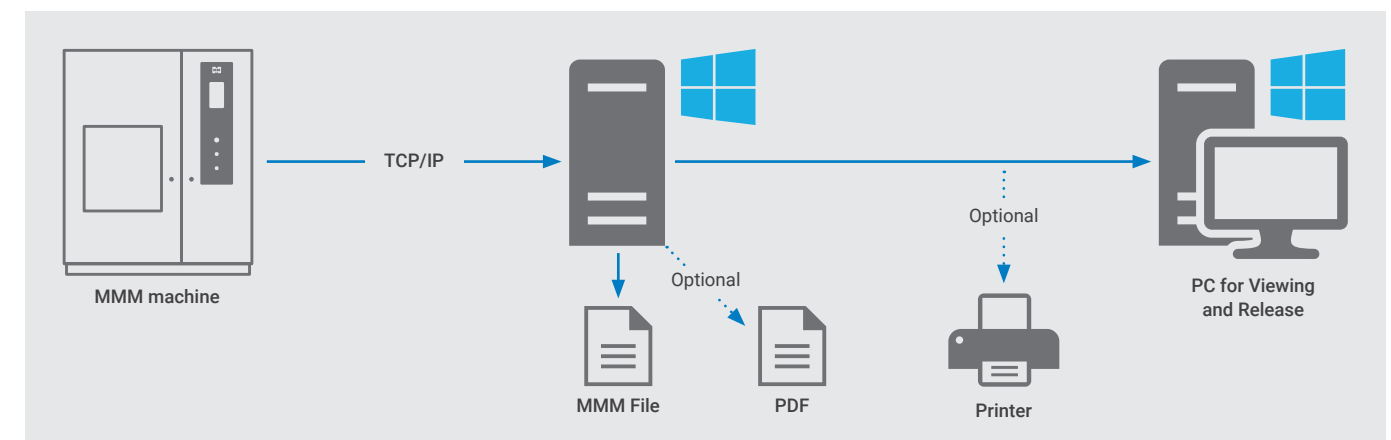 TCP/IP
Optional
Optional
MMM machine
PC for Viewing
and Release
MMM File
PDF
Printer